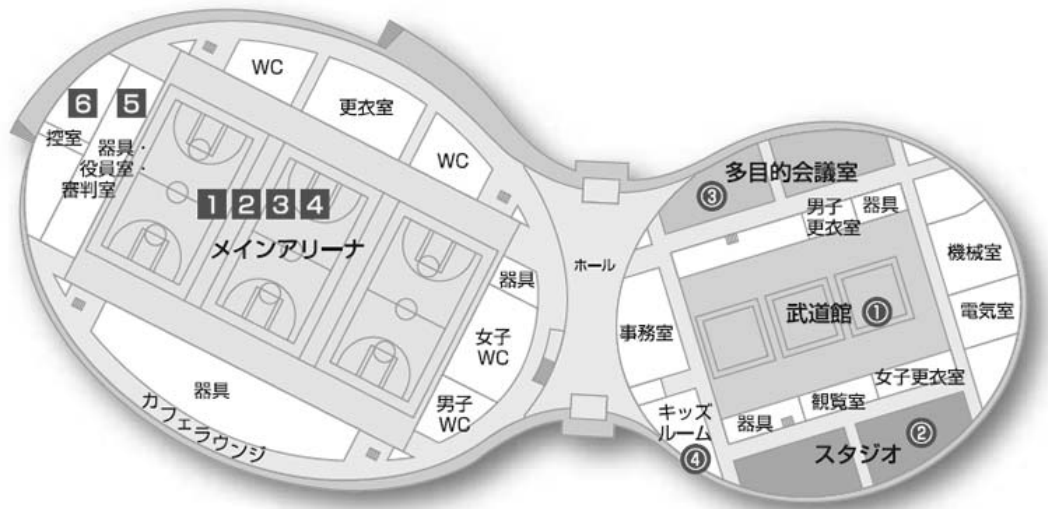 WC
更衣室
WC
6
5
控室
器具・
役員室・
審判室
1 2 3 4
メインアリーナ
器具
女子
WC
男子
WC
器具
カフェラウンジ
ホール
多目的会議室
③
男子
更衣室
器具
機械室
電気室
事務室
武道館 ①
女子更衣室
観覧室
器具
キッズ
ルーム
④
スタジオ
②